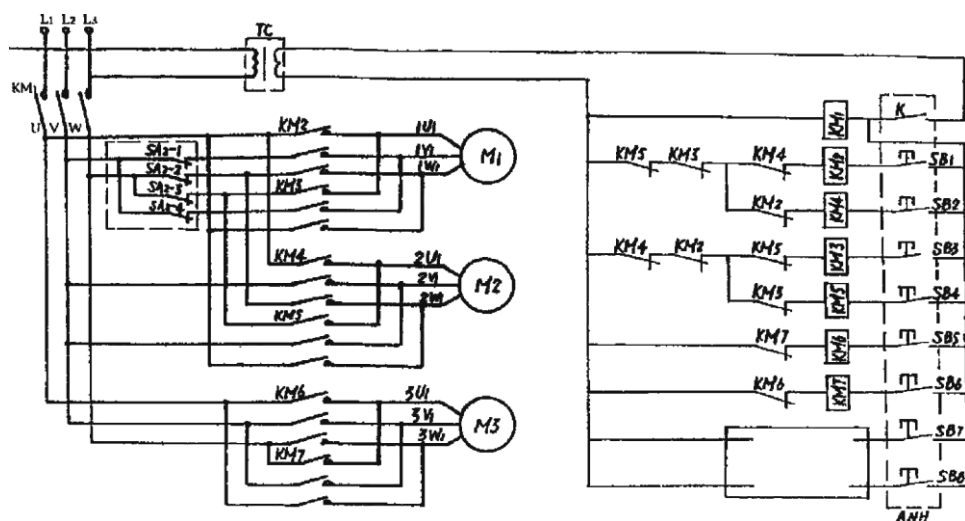 L1 L2 L3
TC
KM1
U V W
SA2-1
SA2-2
SA2-3
SA2-4
KM2
KM3
1U1
1V1
1W1
M1
KM4
KM5
2U1
2V1
2W1
M2
KM6
KM7
3U1
3V1
3W1
M3
KM1 K
KM5 KM3 KM4 KM2 SB1
KM2 KM4 SB2
KM4 KM2 KM5 KM3 SB3
KM3 KM5 SB4
KM7 KM6 SB5
KM6 KM7 SB6
SB7
SB8
ANH